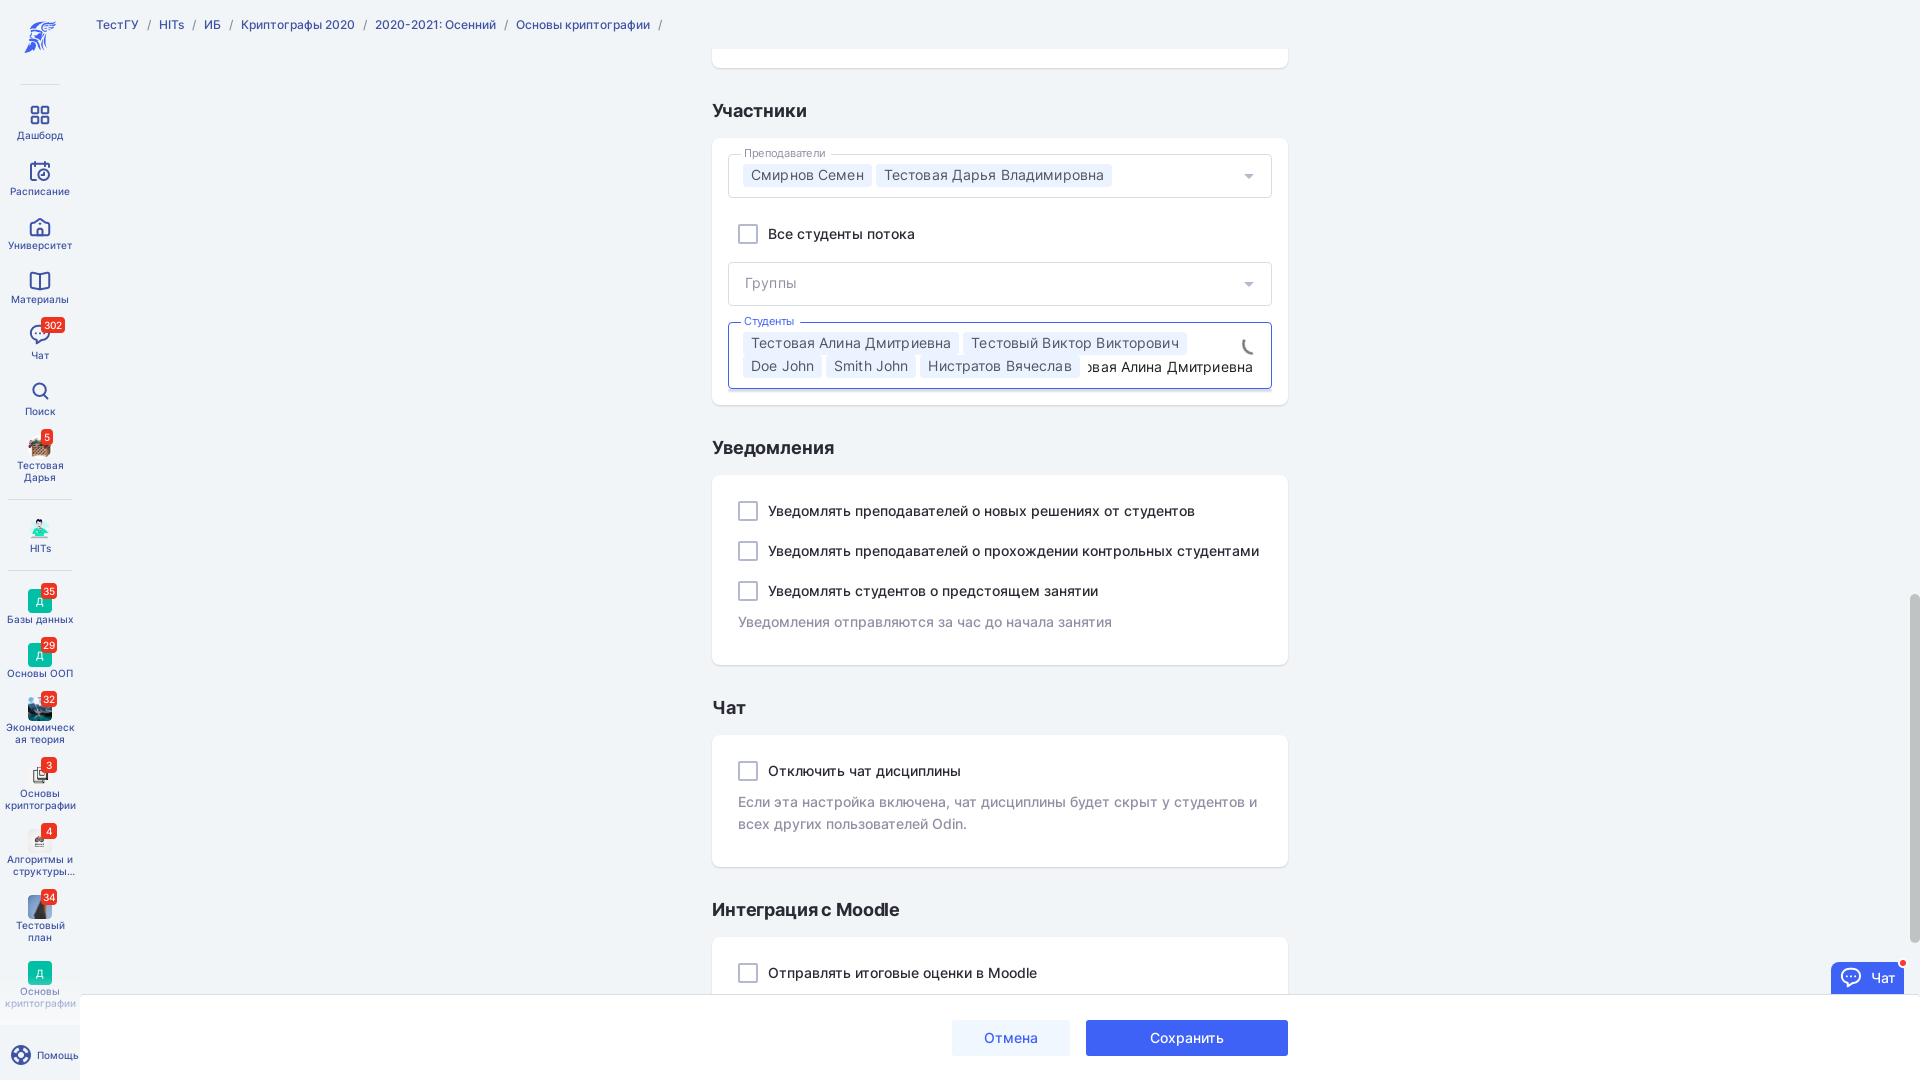 ТестГУ / HITs / ИБ / Криптографы 2020 / 2020-2021: Осенний / Основы криптографии /
Дашборд
Расписание
Университет
Материалы
302
Чат
Поиск
5
Тестовая
Дарья
HITs
35
Д
Базы данных
29
Д
Основы ООП
32
Экономическ
ая теория
3
Основы
криптографии
4
Алгоритмы и
структуры...
34
Тестовый
план
Д
Основы
криптографии
Помощь
Участники
Преподаватели
Смирнов Семен Тестовая Дарья Владимировна
Все студенты потока
Группы
Студенты
Тестовая Алина Дмитриевна Тестовый Виктор Викторович
Doe John Smith John Нистратов Вячеслав овая Алина Дмитриевна
Уведомления
Уведомлять преподавателей о новых решениях от студентов
Уведомлять преподавателей о прохождении контрольных студентами
Уведомлять студентов о предстоящем занятии
Уведомления отправляются за час до начала занятия
Чат
Отключить чат дисциплины
Если эта настройка включена, чат дисциплины будет скрыт у студентов и
всех других пользователей Odin.
Интеграция с Moodle
Отправлять итоговые оценки в Moodle
Чат
Отмена
Сохранить